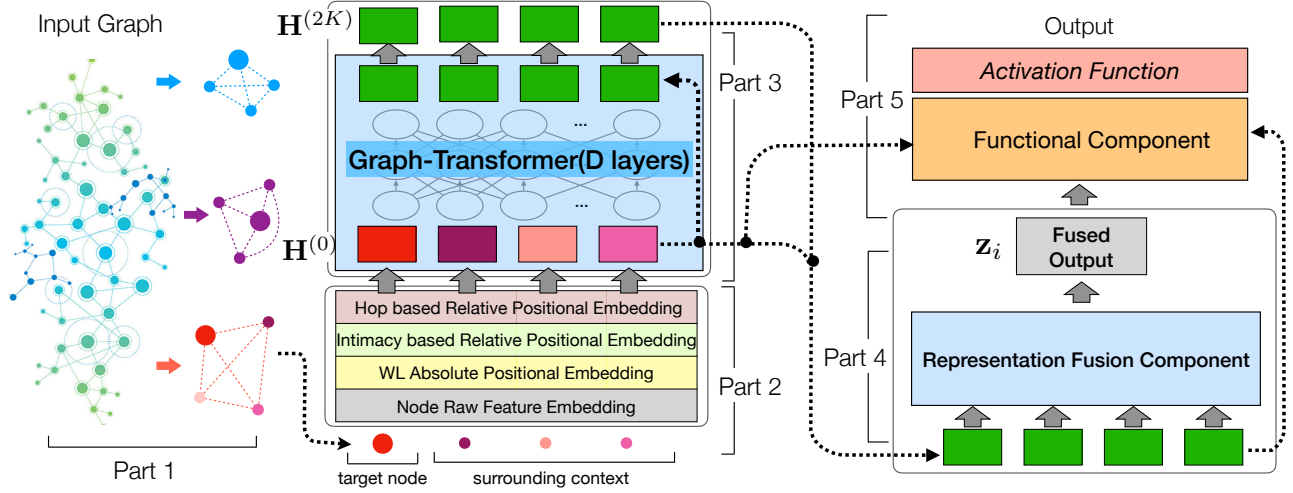 Input Graph
Part 1
H^(2K)
Part 3
...
Graph-Transformer(D layers)
...
H^(0)
Hop based Relative Positional Embedding
Intimacy based Relative Positional Embedding
WL Absolute Positional Embedding
Node Raw Feature Embedding
Part 2
target node
surrounding context
Output
Part 5
Activation Function
Functional Component
z_i
Fused
Output
Part 4
Representation Fusion Component